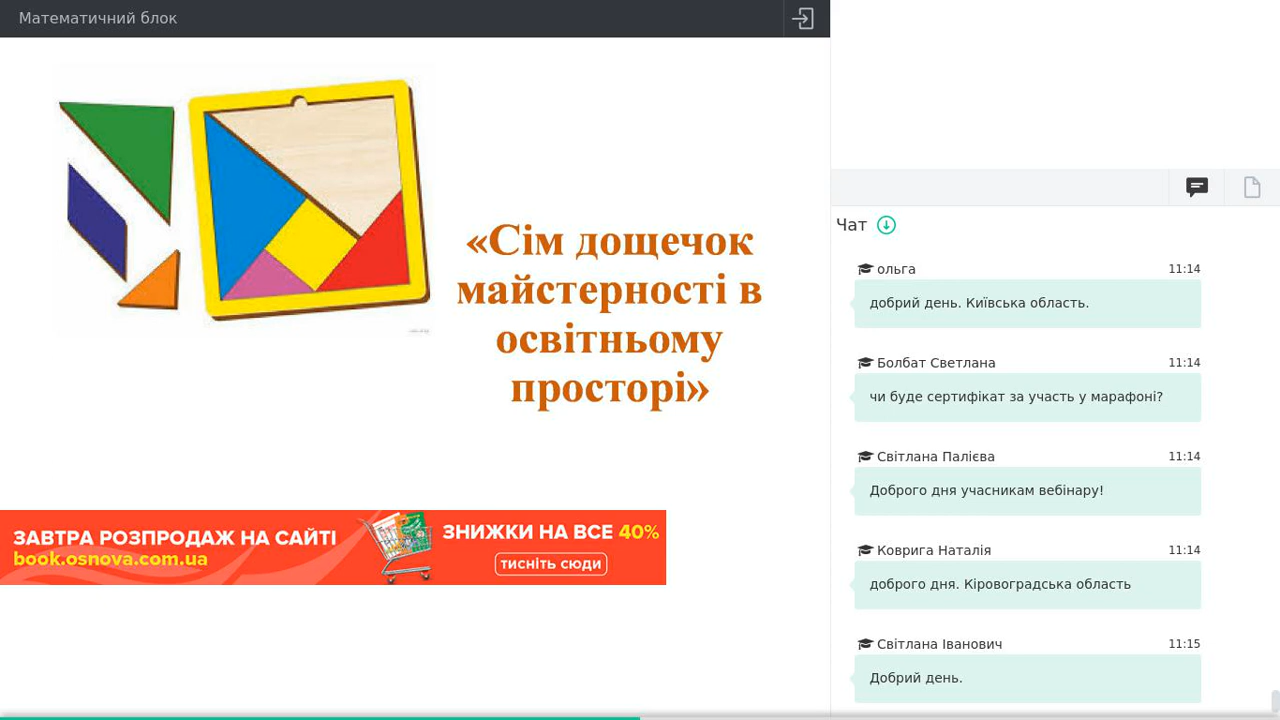 Математичний блок
«Сім дощечок
майстерності в
освітньому
просторі»
ЗАВТРА РОЗПРОДАЖ НА САЙТІ
book.osnova.com.ua
ЗНИЖКИ НА ВСЕ 40%
ТИСНІТЬ СЮДИ
Чат
ольга 11:14
добрий день. Київська область.
Болбат Светлана 11:14
чи буде сертифікат за участь у марафоні?
Світлана Палієва 11:14
Доброго дня учасникам вебінару!
Коврига Наталія 11:14
доброго дня. Кіровоградська область
Світлана Іванович 11:15
Добрий день.